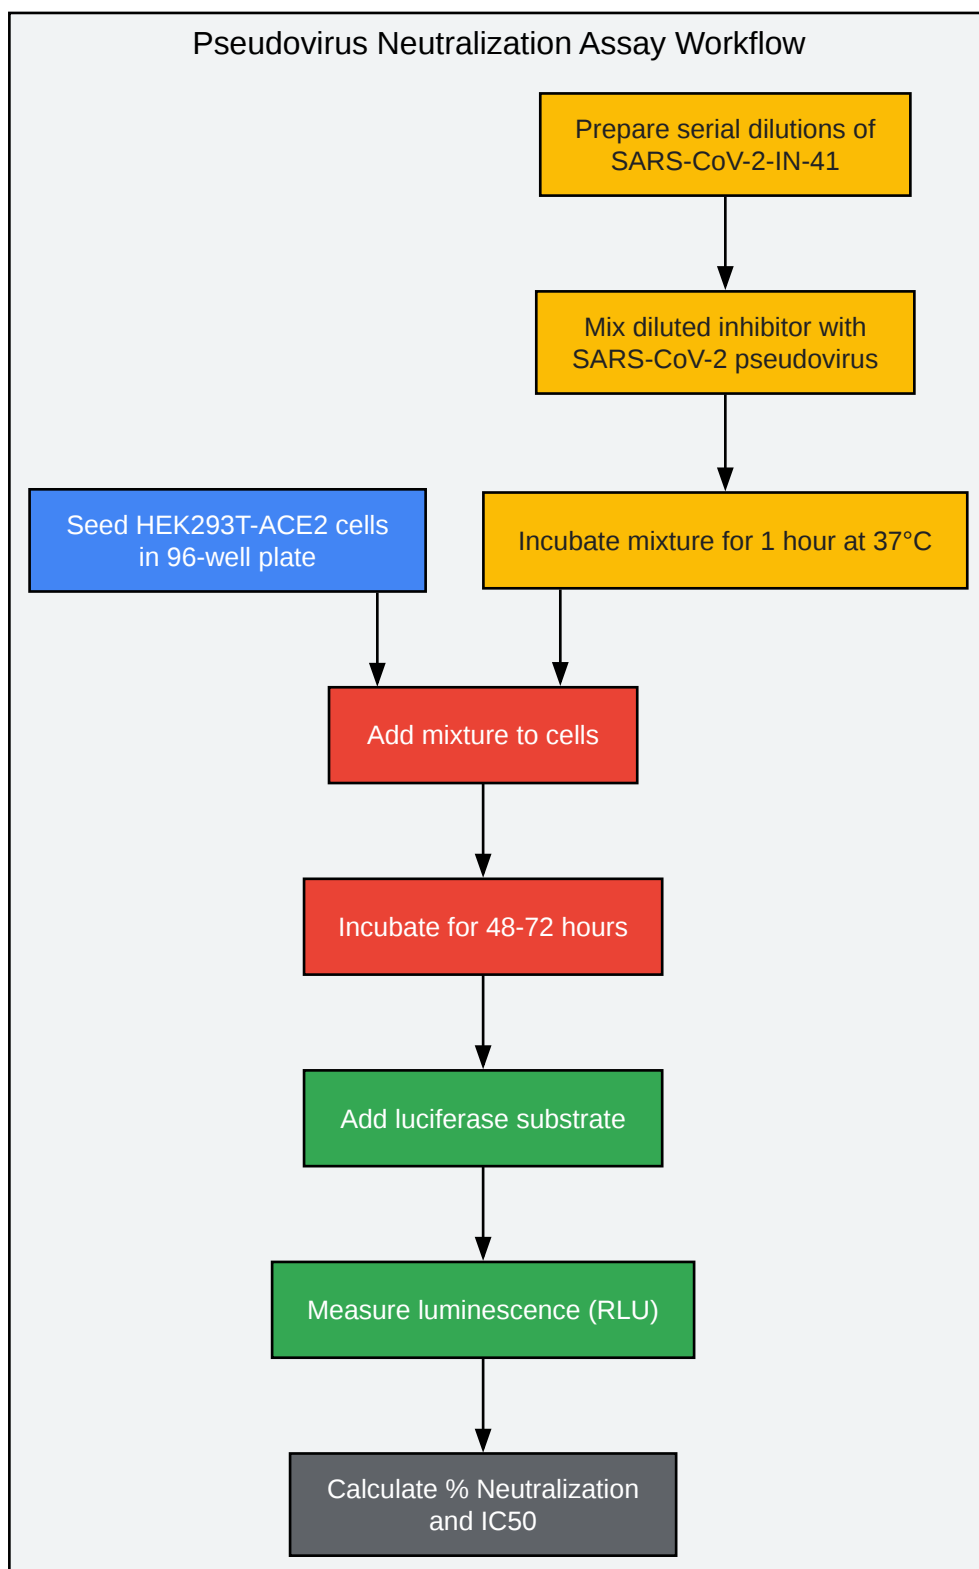 Pseudovirus Neutralization Assay Workflow
Prepare serial dilutions of
SARS-CoV-2-IN-41
Mix diluted inhibitor with
SARS-CoV-2 pseudovirus
Seed HEK293T-ACE2 cells
in 96-well plate
Incubate mixture for 1 hour at 37°C
Add mixture to cells
Incubate for 48-72 hours
Add luciferase substrate
Measure luminescence (RLU)
Calculate % Neutralization
and IC50